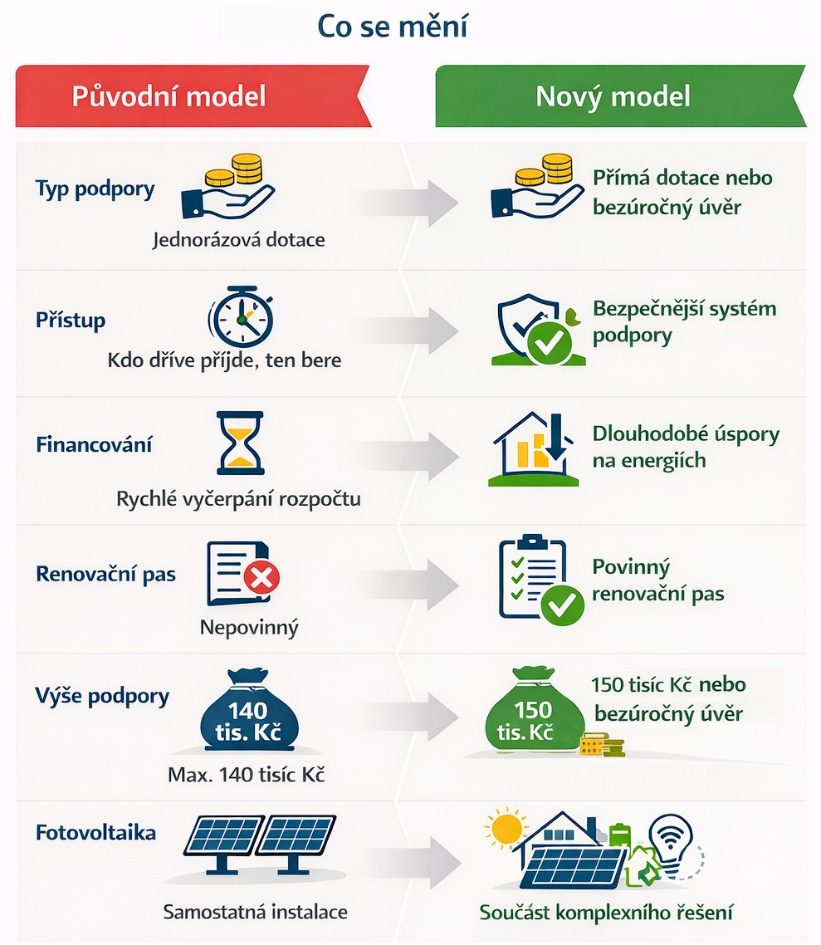 Co se mění
Původní model
Nový model
Typ podpory
Jednorázová dotace
Přímá dotace nebo
bezúročný úvěr
Přístup
Kdo dříve příjde, ten bere
Bezpečnější systém
podpory
Financování
Rychlé vyčerpání rozpočtu
Dlouhodobé úspory
na energiích
Renovační pas
Nepovinný
Povinný
renovační pas
Výše podpory
140
tis. Kč
Max. 140 tisíc Kč
150
tis. Kč
150 tisíc Kč nebo
bezúročný úvěr
Fotovoltaika
Samostatná instalace
Součást komplexního řešení